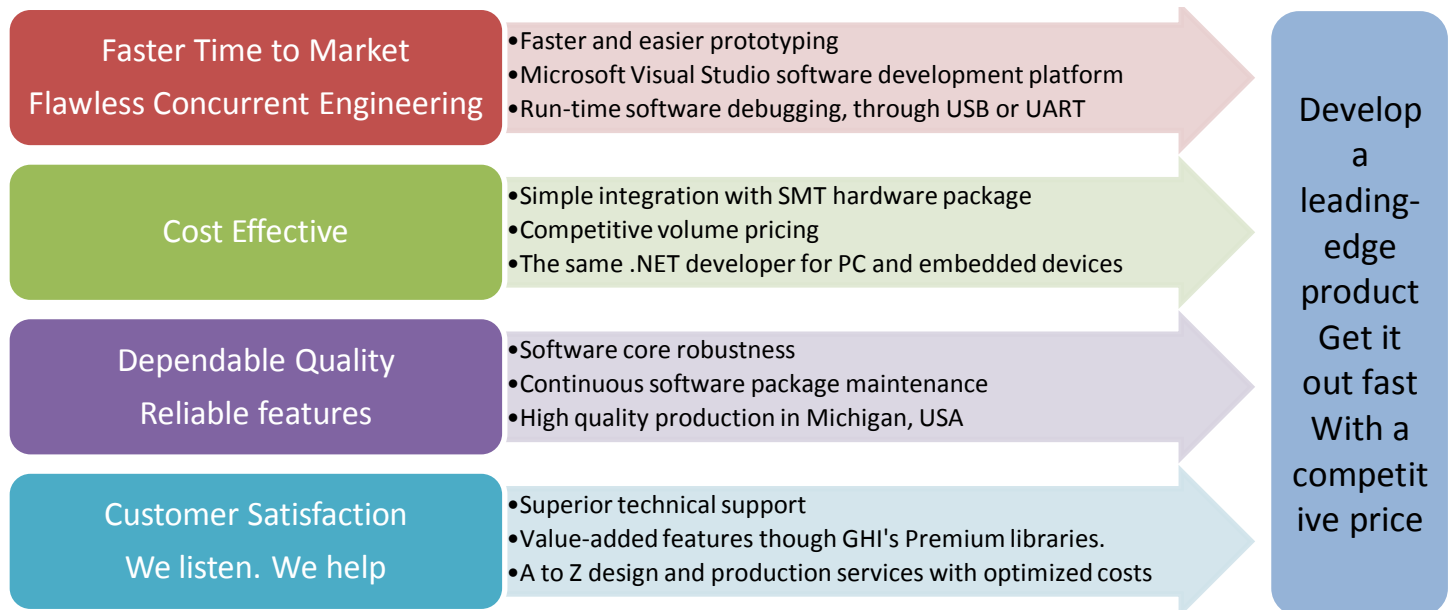 Faster Time to Market
Flawless Concurrent Engineering
•Faster and easier prototyping
•Microsoft Visual Studio software development platform
•Run-time software debugging, through USB or UART
Cost Effective
•Simple integration with SMT hardware package
•Competitive volume pricing
•The same .NET developer for PC and embedded devices
Dependable Quality
Reliable features
•Software core robustness
•Continuous software package maintenance
•High quality production in Michigan, USA
Customer Satisfaction
We listen. We help
•Superior technical support
•Value-added features though GHI's Premium libraries.
•A to Z design and production services with optimized costs
Develop
a
leading-
edge
product
Get it
out fast
With a
competit
ive price